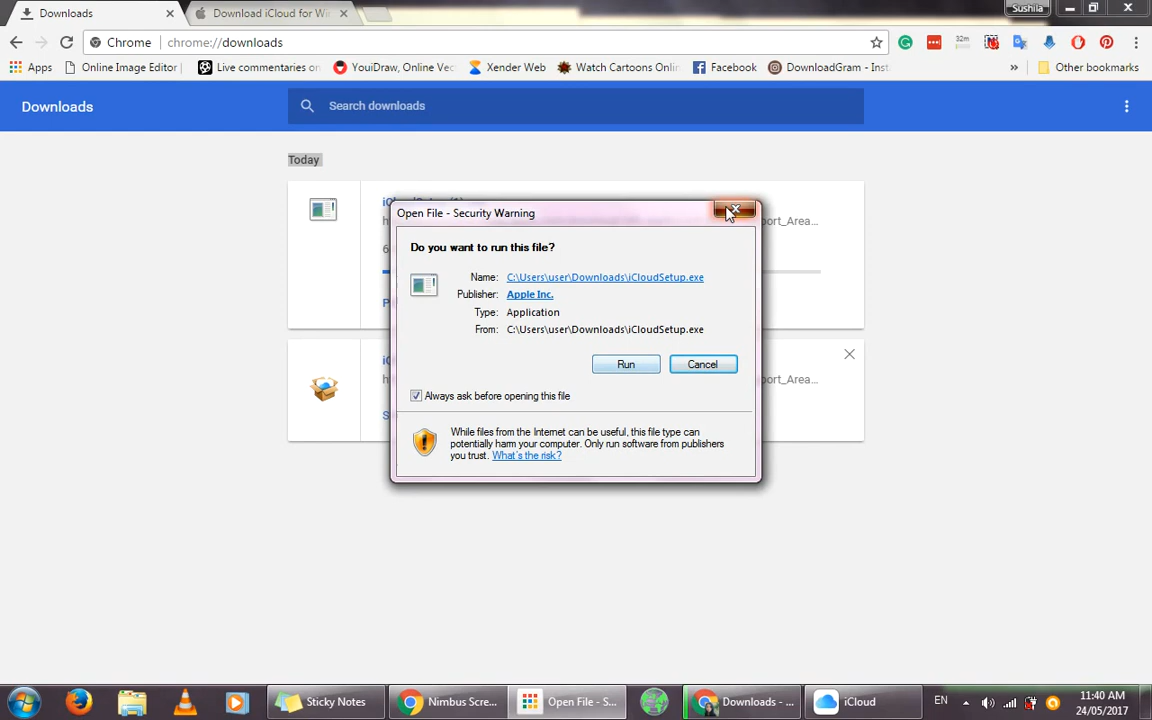 Downloads
Download iCloud for Wi
Sushila
Chrome
chrome://downloads
32m
Apps
Online Image Editor
Live commentaries on
YouiDraw, Online Vec
Xender Web
Watch Cartoons Onlin
Facebook
DownloadGram - Inst
»
Other bookmarks
Downloads
Search downloads
Today
Open File - Security Warning
port_Area...
Do you want to run this file?
Name: C:\Users\user\Downloads\iCloudSetup.exe
Publisher: Apple Inc.
Type: Application
From: C:\Users\user\Downloads\iCloudSetup.exe
Run
Cancel
port_Area...
Always ask before opening this file
While files from the Internet can be useful, this file type can
potentially harm your computer. Only run software from publishers
you trust. What's the risk?
Sticky Notes
Nimbus Scre...
Open File - S...
Downloads - ...
iCloud
EN
11:40 AM
24/05/2017